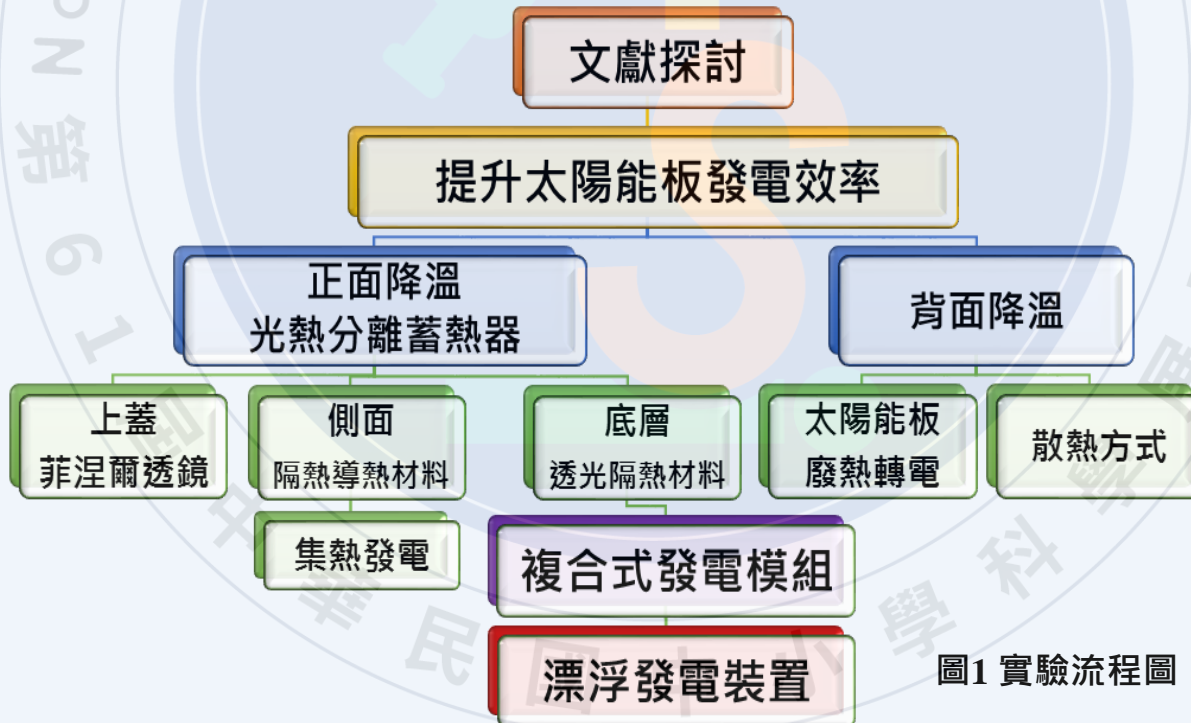 文獻探討
提升太陽能板發電效率
正面降溫
光熱分離蓄熱器
背面降溫
上蓋
菲涅爾透鏡
側面
隔熱導熱材料
底層
透光隔熱材料
太陽能板
廢熱轉電
散熱方式
集熱發電
複合式發電模組
漂浮發電裝置
圖1 實驗流程圖